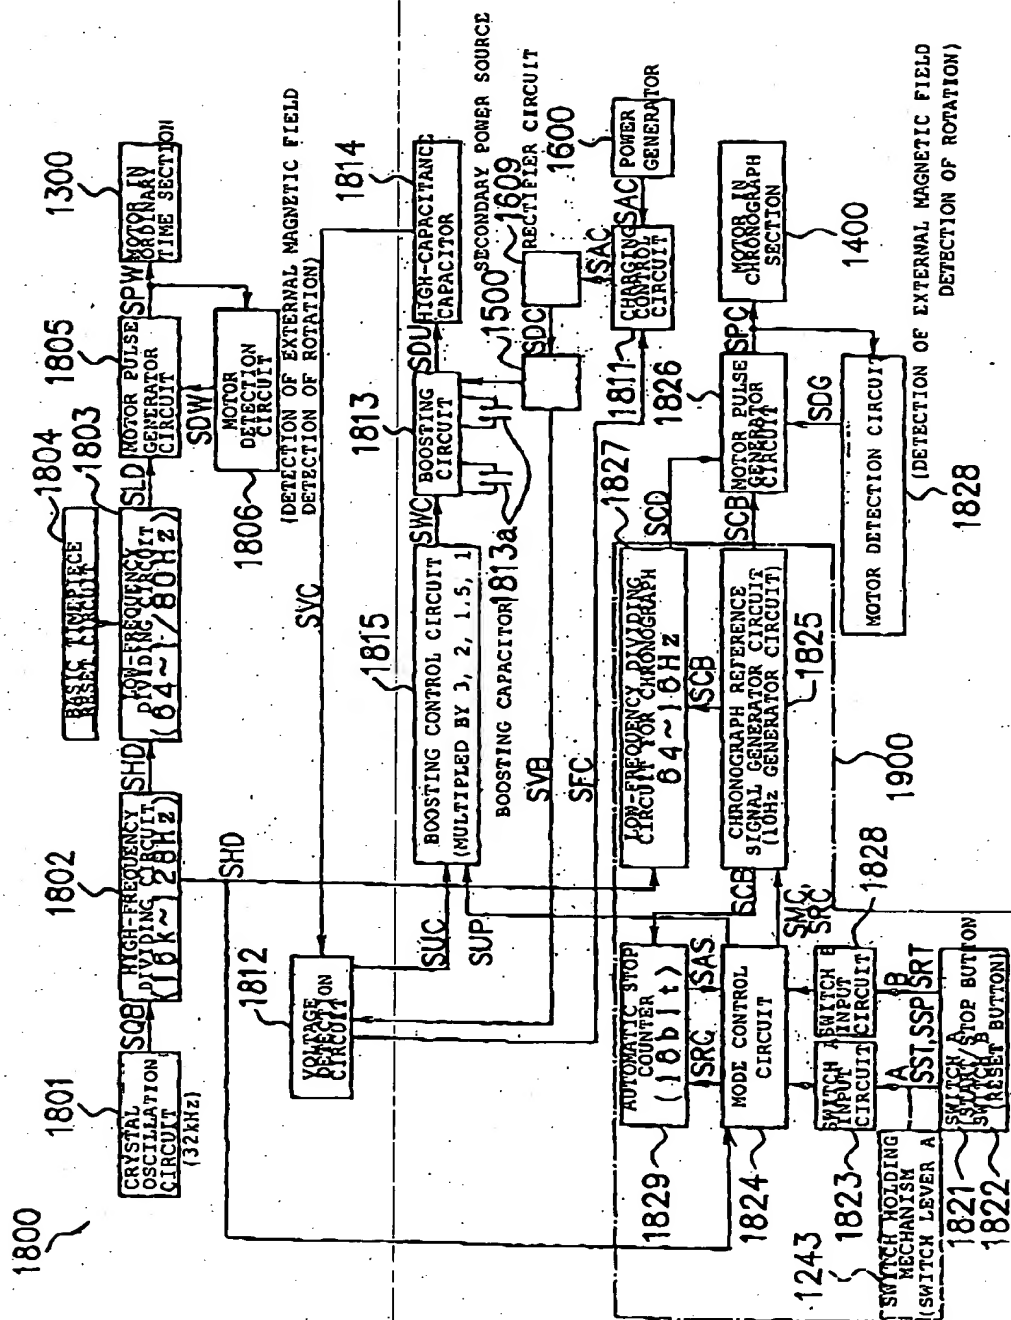 1800
1801
CRYSTAL
OSCILLATION
CIRCUIT
(32kHz)
SQB
1802
HIGH-FREQUENCY
DIVIDING CIRCUIT
(16k~128Hz)
SHD
SHD
1804
BASIC TIMEPIECE
RESET CIRCUIT
1803
LOW-FREQUENCY
DIVIDING CIRCUIT
(64~1/80Hz)
SLD
1805
MOTOR PULSE
GENERATOR
CIRCUIT
SPW
1300
MOTOR IN
ORDINARY
TIME SECTION
SDW
MOTOR
DETECTION
CIRCUIT
1806
(DETECTION OF EXTERNAL MAGNETIC FIELD
DETECTION OF ROTATION)
SVC
1812
VOLTAGE
DETECTION
CIRCUIT
SUC
SUP
1815
BOOSTING CONTROL CIRCUIT
(MULTIPLED BY 3, 2, 1.5, 1
SWC
1813
BOOSTING
CIRCUIT
SDU
1814
HIGH-CAPACITANCE
CAPACITOR
BOOSTING CAPACITOR
1813a
1500
SECONDARY POWER SOURCE
1609
RECTIFIER CIRCUIT
SDC
SVB
SFC
SAC
1811
CHARGING
CONTROL
CIRCUIT
SAC
1600
POWER
GENERATOR
1829
AUTOMATIC STOP
COUNTER
(18bit)
SRC
SAS
1824
MODE CONTROL
CIRCUIT
SCB
SMC,
SRC
1827
LOW-FREQUENCY DIVIDING
CIRCUIT FOR CHRONOGRAPH
64~16Hz
SCD
SCB
CHRONOGRAPH REFERENCE
SIGNAL GENERATOR CIRCUIT
(10Hz GENERATOR CIRCUIT)
1825
SCB
1826
MOTOR PULSE
GENERATOR
CIRCUIT
SPC
MOTOR IN
CHRONOGRAPH
SECTION
1400
SDG
MOTOR DETECTION CIRCUIT
1828
(DETECTION OF EXTERNAL MAGNETIC FIELD
DETECTION OF ROTATION)
1900
1823
SWITCH A
INPUT
CIRCUIT
SWITCH B
INPUT
CIRCUIT
1828
A
SST,SSP
B
SRT
1243
SWITCH HOLDING
MECHANISM
(SWITCH LEVER A)
1821
1822
SWITCH A
(START/STOP BUTTON
SWITCH B
(RESET BUTTON)